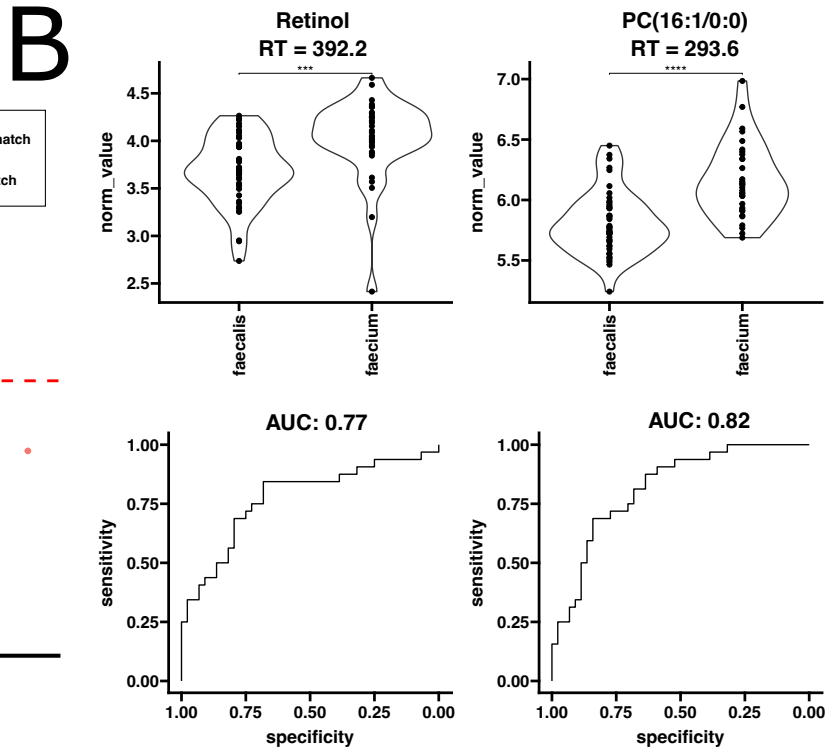 B
match
tch
Retinol
RT = 392.2
***
norm_value
4.5
4.0
3.5
3.0
2.5
faecalis
faecium
PC(16:1/0:0)
RT = 293.6
****
norm_value
7.0
6.5
6.0
5.5
faecalis
faecium
AUC: 0.77
sensitivity
1.00
0.75
0.50
0.25
0.00
1.00 0.75 0.50 0.25 0.00
specificity
AUC: 0.82
sensitivity
1.00
0.75
0.50
0.25
0.00
1.00 0.75 0.50 0.25 0.00
specificity